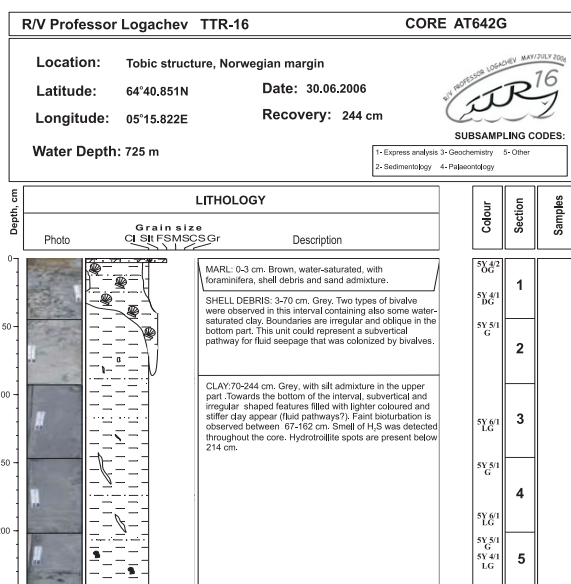 R/V Professor Logachev TTR-16
CORE AT642G
Location: Tobic structure, Norwegian margin
Latitude: 64°40.851N
Date: 30.06.2006
Longitude: 05°15.822E
Recovery: 244 cm
Water Depth: 725 m
R/V PROFESSOR LOGACHEV MAY/JULY 2006
TTR 16
SUBSAMPLING CODES:
1- Express analysis 3- Geochemistry 5- Other
2- Sedimentology 4- Palaeontology
Depth, cm
LITHOLOGY
Photo
Grain size
Cl Slt FS MS CS Gr
Description
Colour
Section
Samples
0
MARL: 0-3 cm. Brown, water-saturated, with
foraminifera, shell debris and sand admixture.
SHELL DEBRIS: 3-70 cm. Grey. Two types of bivalve
were observed in this interval containing also some water-
saturated clay. Boundaries are irregular and oblique in the
bottom part. This unit could represent a subvertical
pathway for fluid seepage that was colonized by bivalves.
CLAY:70-244 cm. Grey, with silt admixture in the upper
part .Towards the bottom of the interval, subvertical and
irregular shaped features filled with lighter coloured and
stiffer clay appear (fluid pathways?). Faint bioturbation is
observed between 67-162 cm. Smell of H₂S was detected
throughout the core. Hydrotroillite spots are present below
214 cm.
50
00
50
200
5Y 4/2
OG
5Y 4/1
DG
5Y 5/1
G
5Y 6/1
LG
5Y 5/1
G
5Y 6/1
LG
5Y 5/1
G
5Y 4/1
LG
1
2
3
4
5